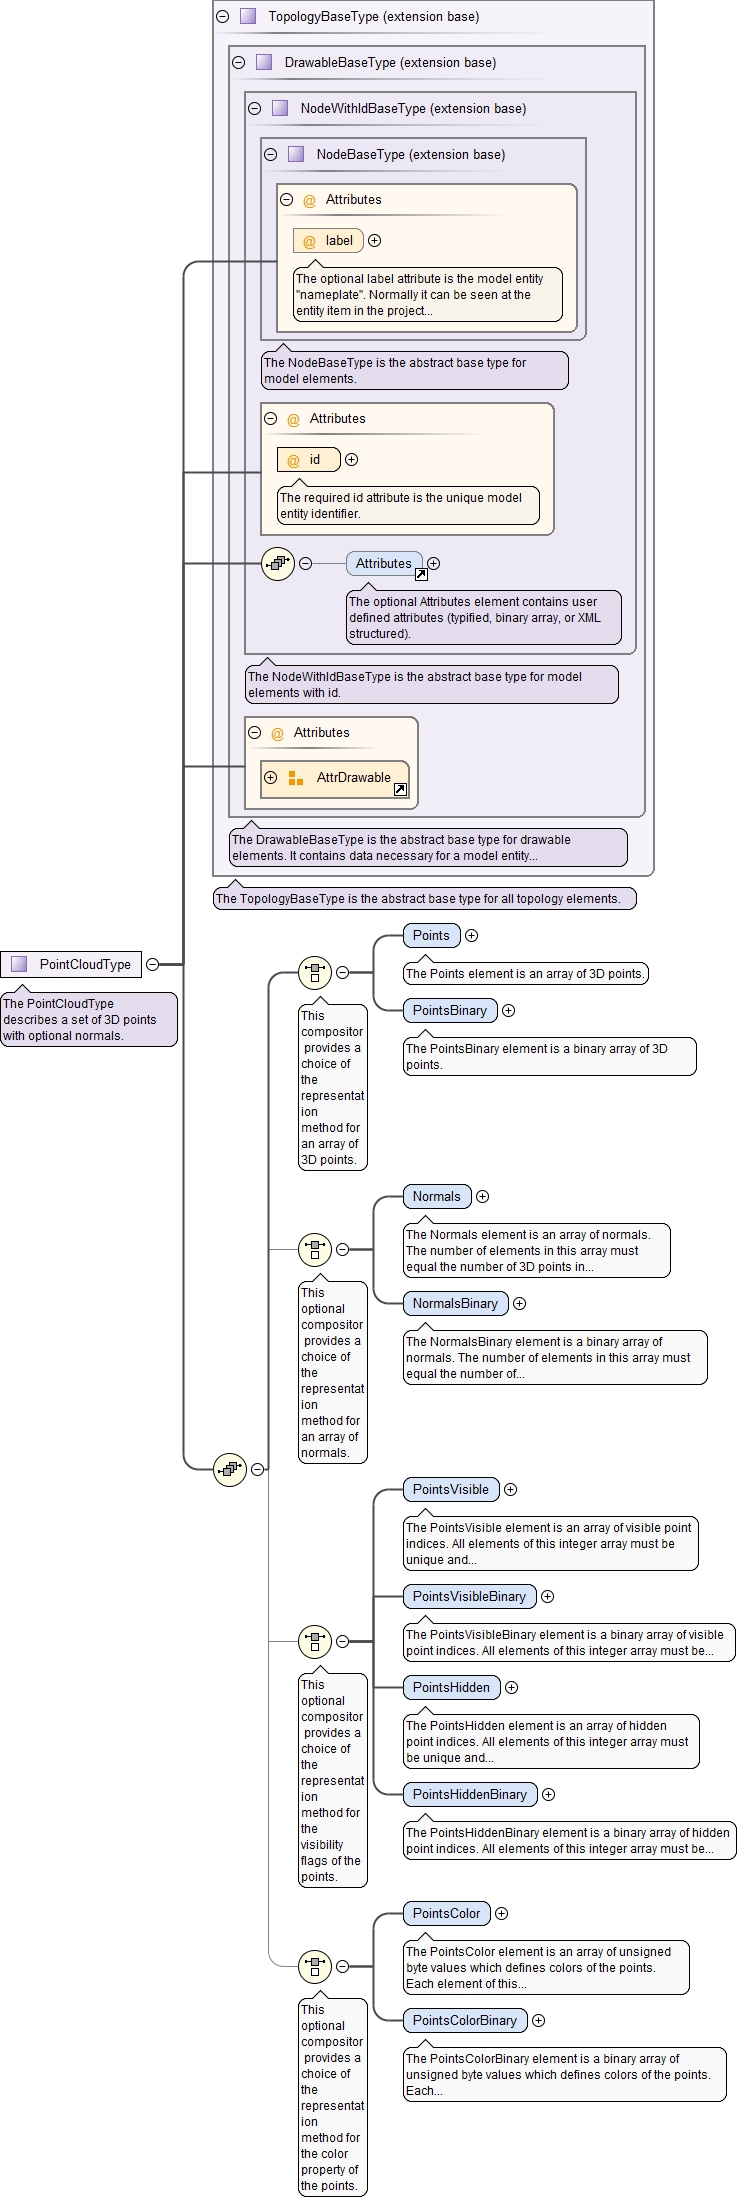 TopologyBaseType (extension base)
DrawableBaseType (extension base)
NodeWithIdBaseType (extension base)
NodeBaseType (extension base)
@ Attributes
@ label
The optional label attribute is the model entity
"nameplate". Normally it can be seen at the
entity item in the project...
The NodeBaseType is the abstract base type for
model elements.
@ Attributes
@ id
The required id attribute is the unique model
entity identifier.
Attributes
The optional Attributes element contains user
defined attributes (typified, binary array, or XML
structured).
The NodeWithIdBaseType is the abstract base type for model
elements with id.
@ Attributes
AttrDrawable
The DrawableBaseType is the abstract base type for drawable
elements. It contains data necessary for a model entity...
The TopologyBaseType is the abstract base type for all topology elements.
PointCloudType
The PointCloudType
describes a set of 3D points
with optional normals.
Points
The Points element is an array of 3D points.
PointsBinary
The PointsBinary element is a binary array of 3D
points.
This
compositor
provides a
choice of
the
representat
ion
method for
an array of
3D points.
Normals
The Normals element is an array of normals.
The number of elements in this array must
equal the number of 3D points in...
NormalsBinary
The NormalsBinary element is a binary array of
normals. The number of elements in this array must
equal the number of...
This
optional
compositor
provides a
choice of
the
representat
ion
method for
an array of
normals.
PointsVisible
The PointsVisible element is an array of visible point
indices. All elements of this integer array must be
unique and...
PointsVisibleBinary
The PointsVisibleBinary element is a binary array of visible
point indices. All elements of this integer array must be...
PointsHidden
The PointsHidden element is an array of hidden
point indices. All elements of this integer array must
be unique and...
PointsHiddenBinary
The PointsHiddenBinary element is a binary array of hidden
point indices. All elements of this integer array must be...
This
optional
compositor
provides a
choice of
the
representat
ion
method for
the
visibility
flags of the
points.
PointsColor
The PointsColor element is an array of unsigned
byte values which defines colors of the points.
Each element of this...
PointsColorBinary
The PointsColorBinary element is a binary array of
unsigned byte values which defines colors of the points.
Each...
This
optional
compositor
provides a
choice of
the
representat
ion
method for
the color
property of
the points.